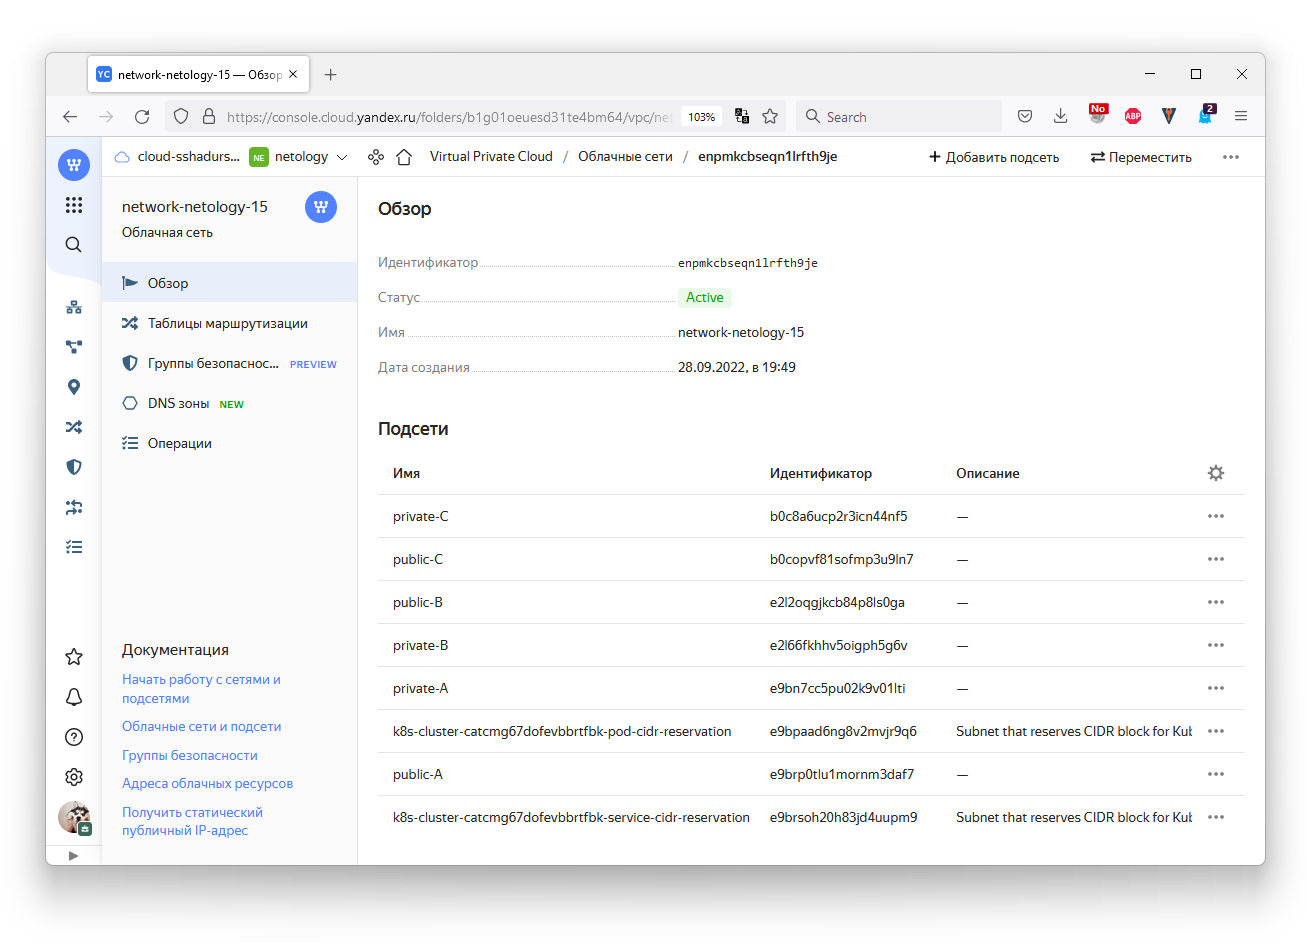 YC network-netology-15 — Обзор
https://console.cloud.yandex.ru/folders/b1g01oeuesd31te4bm64/vpc/net
103%
Search
No
ABP
2
cloud-sshadurs...
NE netology
Virtual Private Cloud / Облачные сети / enpmkcbseqn1lrfth9je
Добавить подсеть
Переместить
network-netology-15
Облачная сеть
Обзор
Таблицы маршрутизации
Группы безопаснос... PREVIEW
DNS зоны NEW
Операции
Документация
Начать работу с сетями и
подсетями
Облачные сети и подсети
Группы безопасности
Адреса облачных ресурсов
Получить статический
публичный IP-адрес
Обзор
Идентификатор enpmkcbseqn1lrfth9je
Статус Active
Имя network-netology-15
Дата создания 28.09.2022, в 19:49
Подсети
Имя Идентификатор Описание
private-C b0c8a6ucp2r3icn44nf5 —
public-C b0copvf81sofmp3u9ln7 —
public-B e2l2oqgjkcb84p8ls0ga —
private-B e2l66fkhhv5oigph5g6v —
private-A e9bn7cc5pu02k9v01lti —
k8s-cluster-catcmg67dofevbbrtfbk-pod-cidr-reservation e9bpaad6ng8v2mvjr9q6 Subnet that reserves CIDR block for Kub
public-A e9brp0tlu1mornm3daf7 —
k8s-cluster-catcmg67dofevbbrtfbk-service-cidr-reservation e9brsoh20h83jd4uupm9 Subnet that reserves CIDR block for Kub